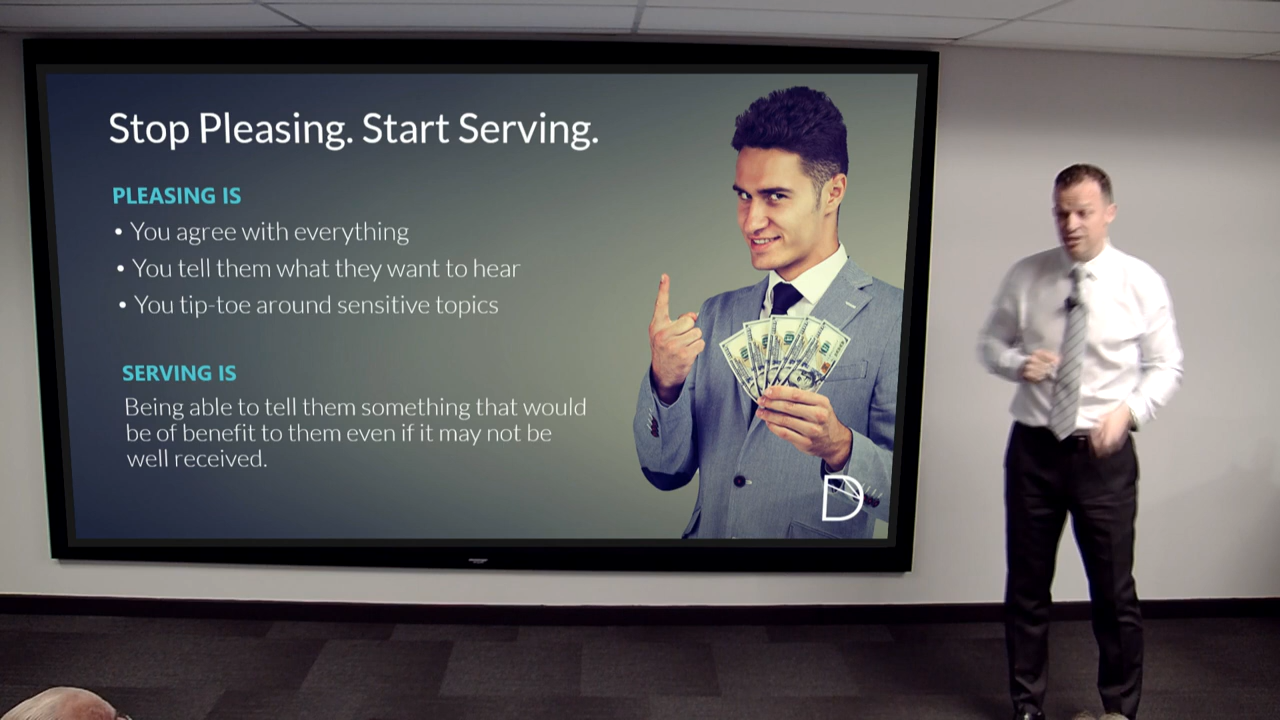 Stop Pleasing. Start Serving.
PLEASING IS
• You agree with everything
• You tell them what they want to hear
• You tip-toe around sensitive topics
SERVING IS
Being able to tell them something that would
be of benefit to them even if it may not be
well received.
D